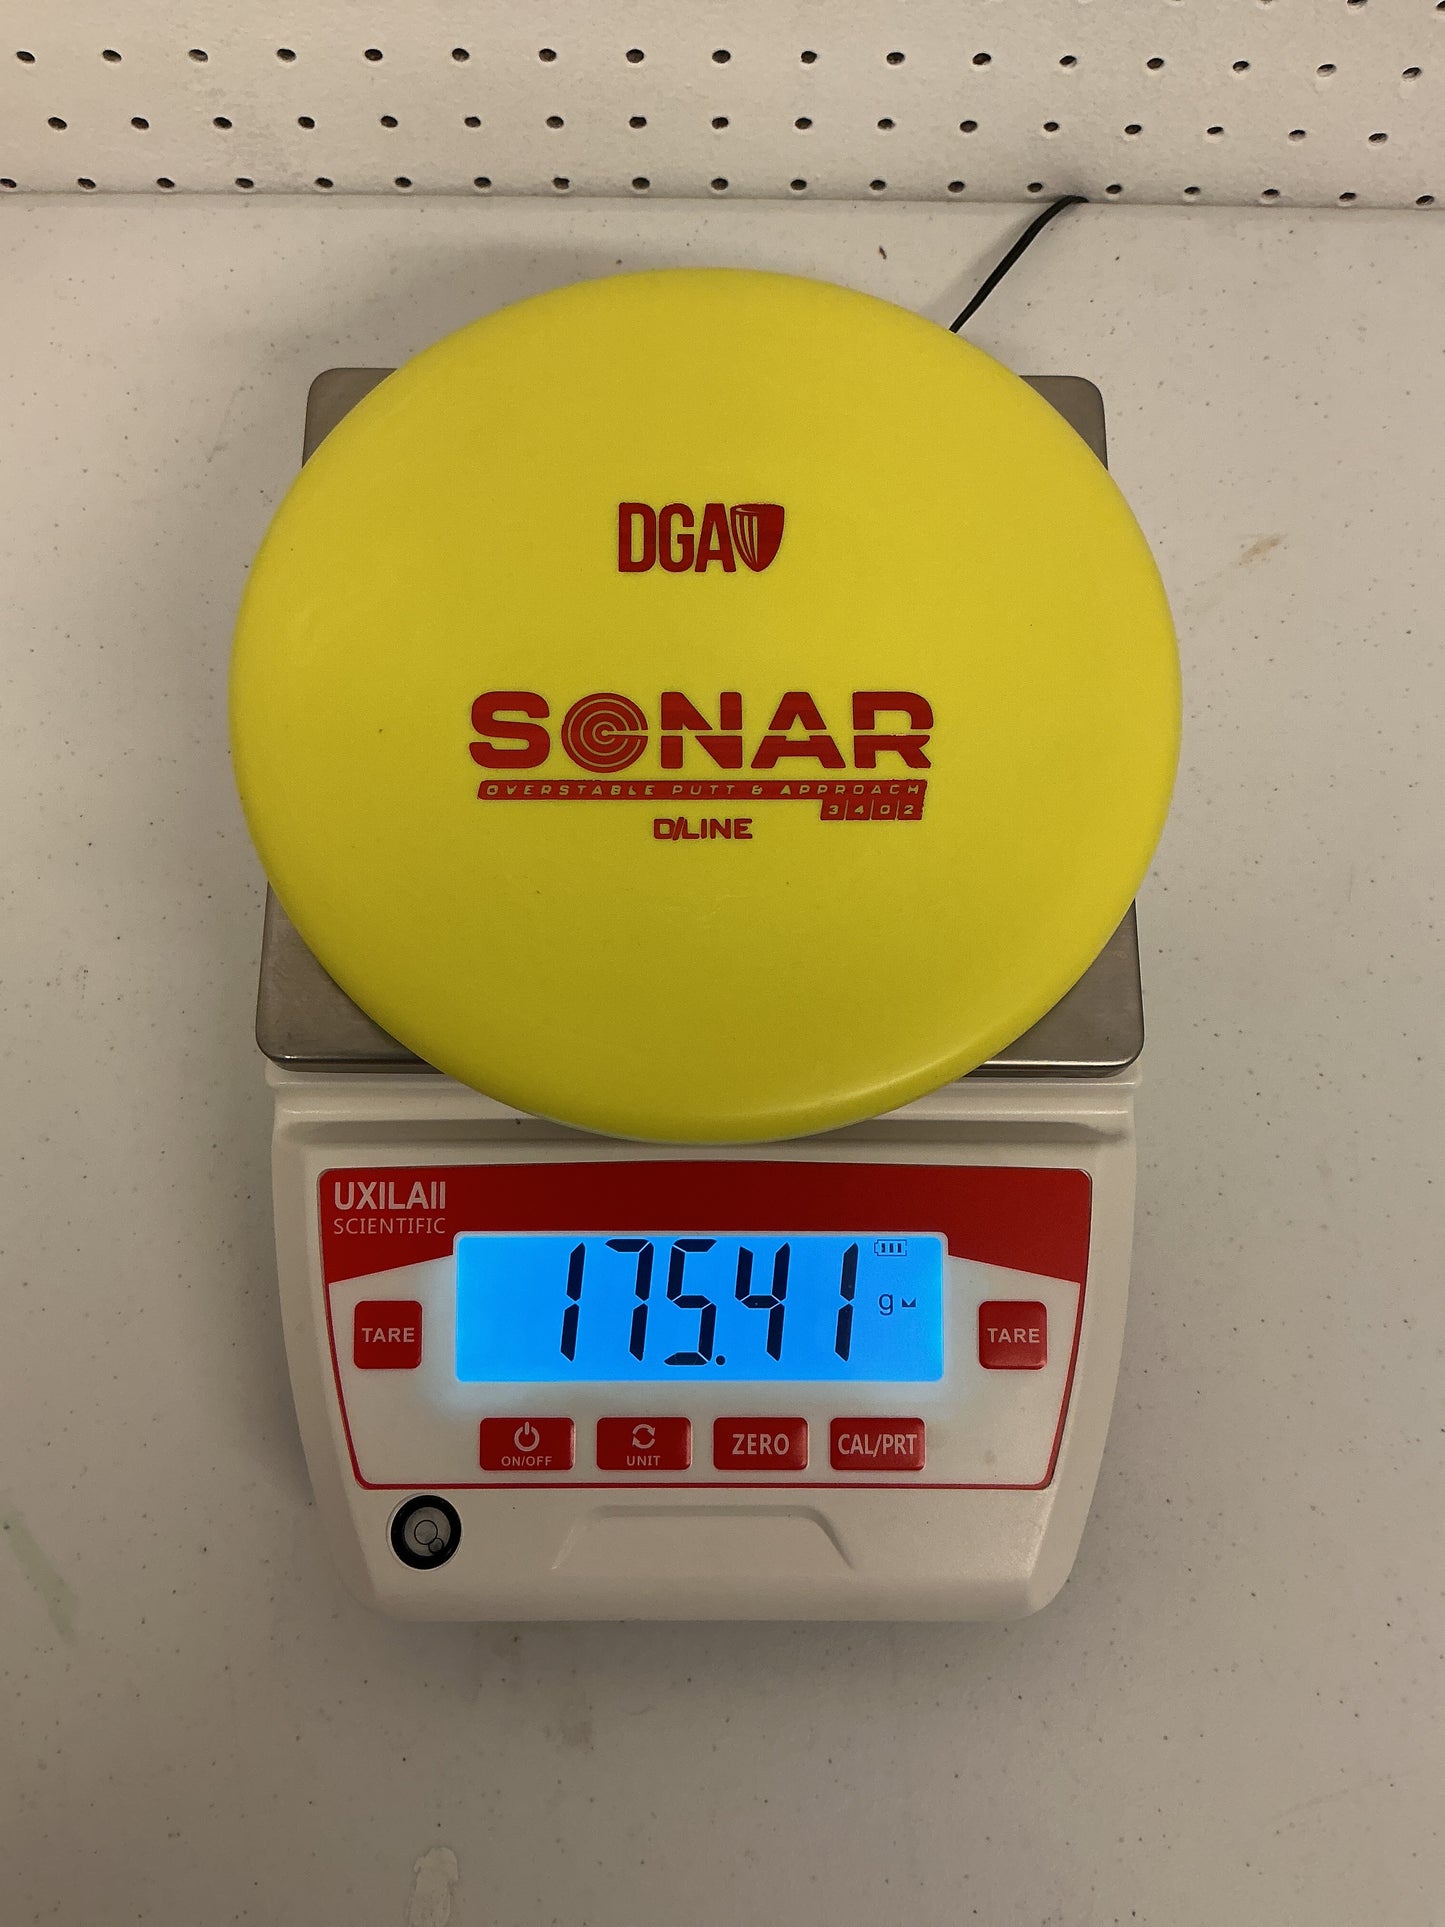 DGA
SONAR
OVERSTABLE PUTT & APPROACH
3 4 0 2
D/LINE
UXILAII
SCIENTIFIC
175.41
g
TARE
TARE
ON/OFF
UNIT
ZERO
CAL/PRT